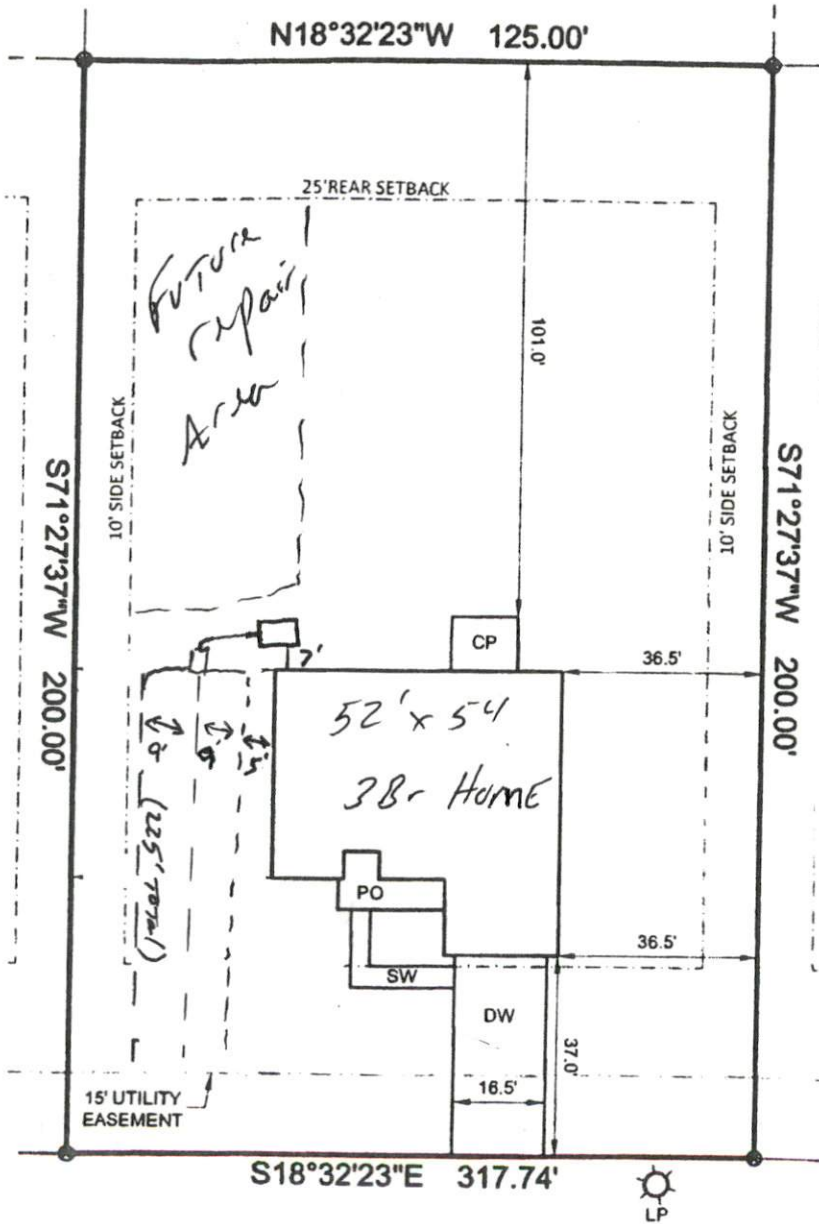 N18°32'23"W 125.00'
25'REAR SETBACK
FUTURE
repair
Area
101.0'
10' SIDE SETBACK
10' SIDE SETBACK
S71°27'37"W 200.00'
S71°27'37"W 200.00'
CP
7'
36.5'
52' x 54
3Br HOME
9'
9'
5'
(225' TOTAL)
PO
36.5'
SW
DW
37.0'
16.5'
15' UTILITY
EASEMENT
S18°32'23"E 317.74'
LP